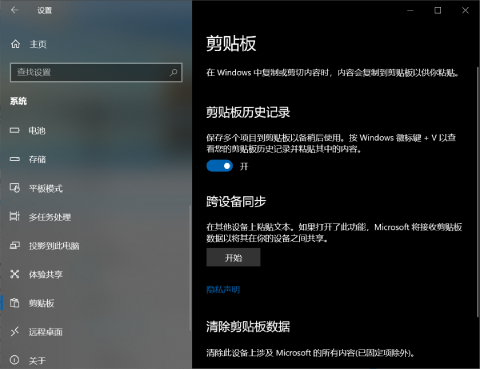 设置
主页
查找设置
系统
电池
存储
平板模式
多任务处理
投影到此电脑
体验共享
剪贴板
远程桌面
关于
剪贴板
在 Windows 中复制或剪切内容时，内容会复制到剪贴板以供你粘贴。
剪贴板历史记录
保存多个项目到剪贴板以备稍后使用。按 Windows 徽标键 + V 以查
看您的剪贴板历史记录并粘贴其中的内容。
开
跨设备同步
在其他设备上粘贴文本。如果打开了此功能，Microsoft 将接收剪贴板
数据以将其在你的设备之间共享。
开始
隐私声明
清除剪贴板数据
清除此设备上涉及 Microsoft 的所有内容(已固定项除外)。